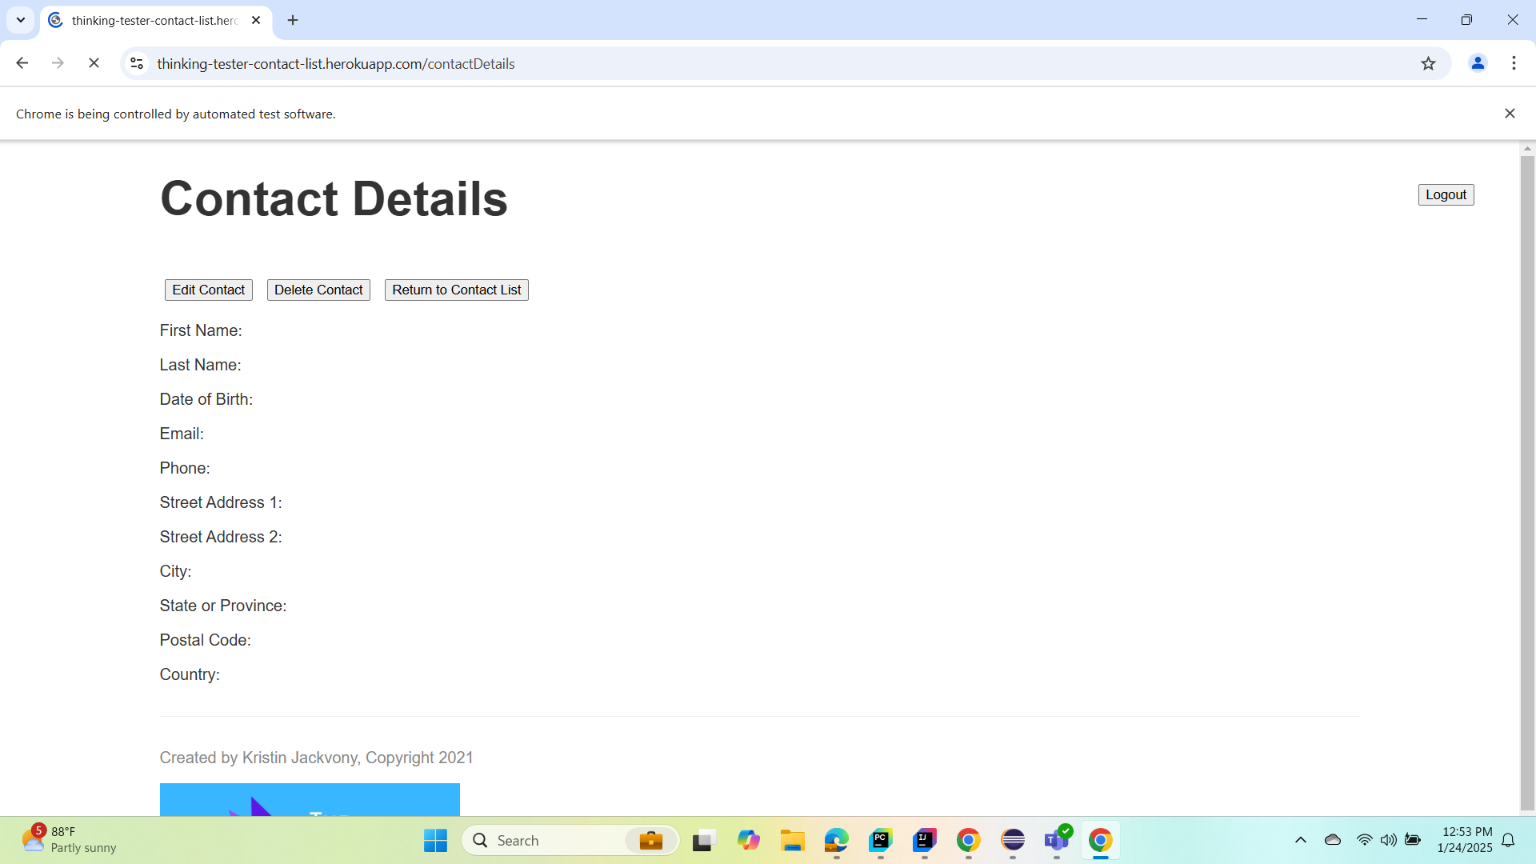 thinking-tester-contact-list.herc
thinking-tester-contact-list.herokuapp.com/contactDetails
Chrome is being controlled by automated test software.
Contact Details
Logout
Edit Contact Delete Contact Return to Contact List
First Name:
Last Name:
Date of Birth:
Email:
Phone:
Street Address 1:
Street Address 2:
City:
State or Province:
Postal Code:
Country:
Created by Kristin Jackvony, Copyright 2021
5
88°F
Partly sunny
Search
PC
IJ
T
12:53 PM
1/24/2025